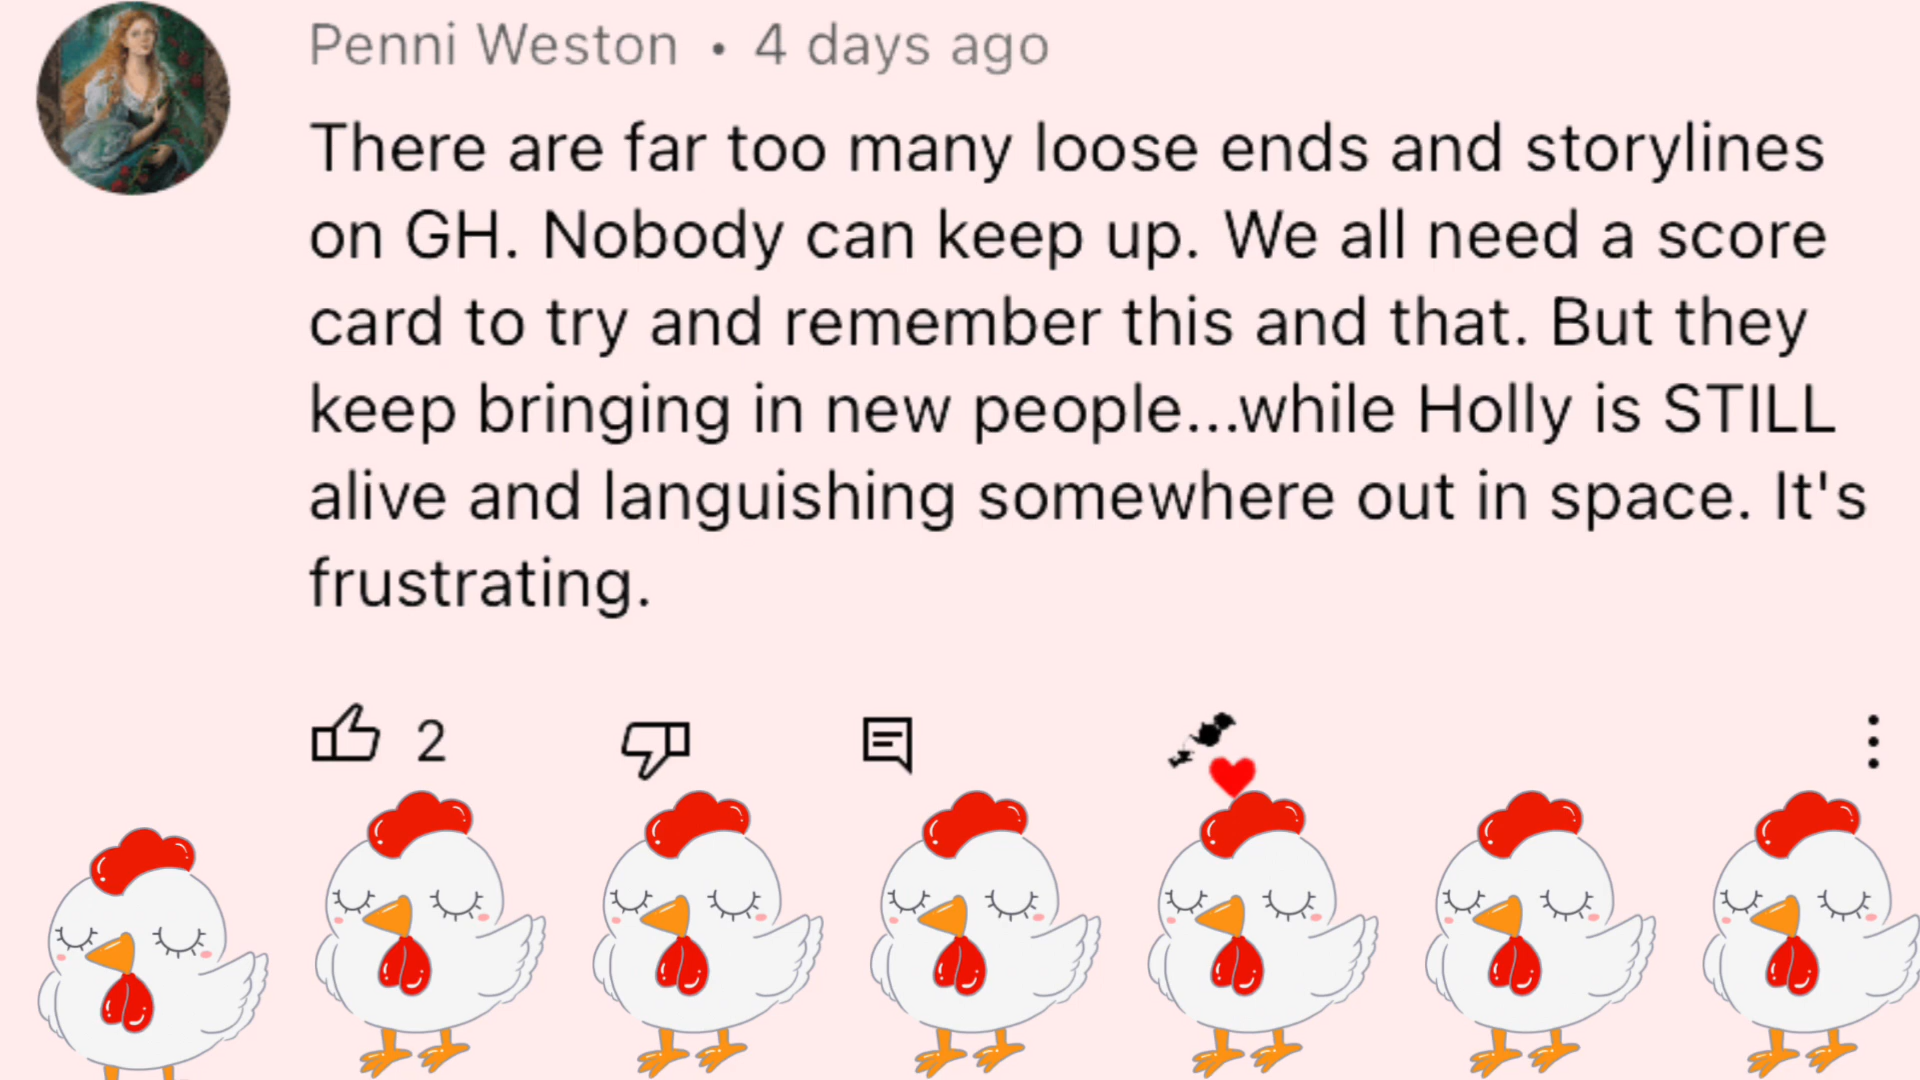 Penni Weston • 4 days ago
There are far too many loose ends and storylines
on GH. Nobody can keep up. We all need a score
card to try and remember this and that. But they
keep bringing in new people...while Holly is STILL
alive and languishing somewhere out in space. It's
frustrating.
2